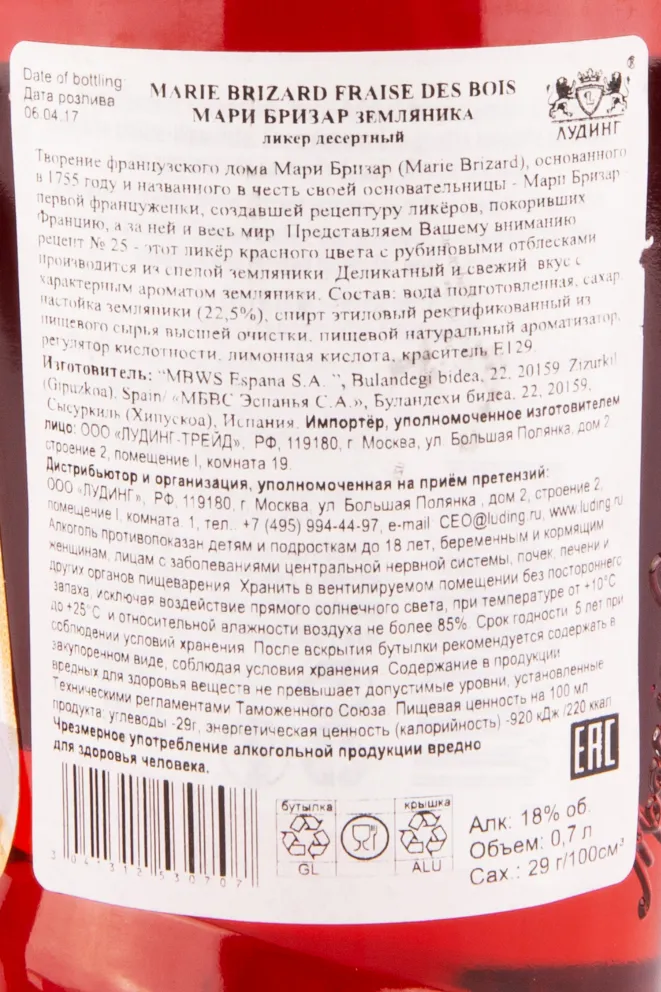 Date of bottling
Дата розлива
06.04.17
MARIE BRIZARD FRAISE DES BOIS
МАРИ БРИЗАР ЗЕМЛЯНИКА
ликер десертный
ЛУДИНГ
Творение французского дома Мари Бризар (Marie Brizard), основанного
в 1755 году и названного в честь своей основательницы - Мари Бризар
первой француженки, создавшей рецептуру ликёров, покоривших
Францию, а за ней и весь мир Представляем Вашему вниманию
рецепт № 25 - этот ликёр красного цвета с рубиновыми отблесками
производится из спелой земляники Деликатный и свежий вкус с
характерным ароматом земляники. Состав: вода подготовленная, сахар
настойка земляники (22,5%), спирт этиловый ректификованный из
пищевого сырья высшей очистки, пищевой натуральный ароматизатор,
регулятор кислотности, лимонная кислота, краситель Е129.
Изготовитель: "MBWS Espana S.A. ", Bulandegi bidea, 22, 20159 Zizurkil
(Gipuzkoa), Spain/ «МБВС Эспанья С.А.», Буландехи бидеа, 22, 20159,
Сысуркиль (Хипускоа), Испания. Импортёр, уполномоченное изготовителем
лицо: ООО «ЛУДИНГ-ТРЕЙД», РФ, 119180, г Москва, ул Большая Полянка, дом 2
строение 2, помещение I, комната 19.
Дистрибьютор и организация, уполномоченная на приём претензий:
ООО «ЛУДИНГ», РФ, 119180, г Москва, ул Большая Полянка , дом 2, строение 2,
помещение I, комната. 1, тел.. +7 (495) 994-44-97, e-mail CEO@luding.ru, www.luding.ru
Алкоголь противопоказан детям и подросткам до 18 лет, беременным и кормящим
женщинам, лицам с заболеваниями центральной нервной системы, почек, печени и
других органов пищеварения Хранить в вентилируемом помещении без постороннего
запаха, исключая воздействие прямого солнечного света, при температуре от +10°С
до +25°С и относительной влажности воздуха не более 85%. Срок годности: 5 лет при
соблюдении условий хранения После вскрытия бутылки рекомендуется содержать в
закупоренном виде, соблюдая условия хранения Содержание в продукции
вредных для здоровья веществ не превышает допустимые уровни, установленные
Техническими регламентами Таможенного Союза Пищевая ценность на 100 мл
продукта: углеводы -29г, энергетическая ценность (калорийность) -920 кДж /220 ккал
Чрезмерное употребление алкогольной продукции вредно
для здоровья человека.
EAC
бутылка
крышка
GL
ALU
3 041312 530707
Алк: 18% об.
Объем: 0,7 л
Сах.: 29 г/100см³